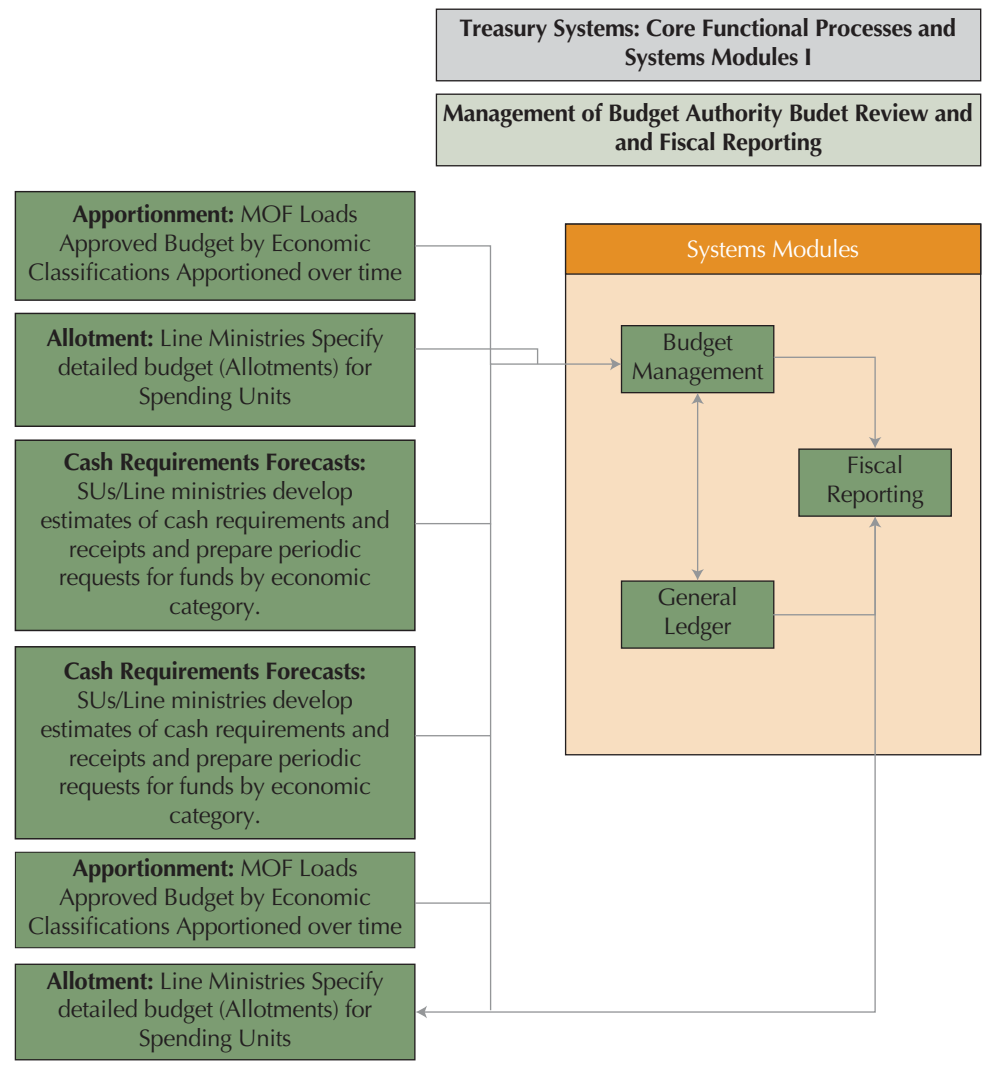 Treasury Systems: Core Functional Processes and
Systems Modules I
Management of Budget Authority Budet Review and
and Fiscal Reporting
Apportionment: MOF Loads
Approved Budget by Economic
Classifications Apportioned over time
Allotment: Line Ministries Specify
detailed budget (Allotments) for
Spending Units
Cash Requirements Forecasts:
SUs/Line ministries develop
estimates of cash requirements and
receipts and prepare periodic
requests for funds by economic
category.
Cash Requirements Forecasts:
SUs/Line ministries develop
estimates of cash requirements and
receipts and prepare periodic
requests for funds by economic
category.
Apportionment: MOF Loads
Approved Budget by Economic
Classifications Apportioned over time
Allotment: Line Ministries Specify
detailed budget (Allotments) for
Spending Units
Systems Modules
Budget
Management
Fiscal
Reporting
General
Ledger